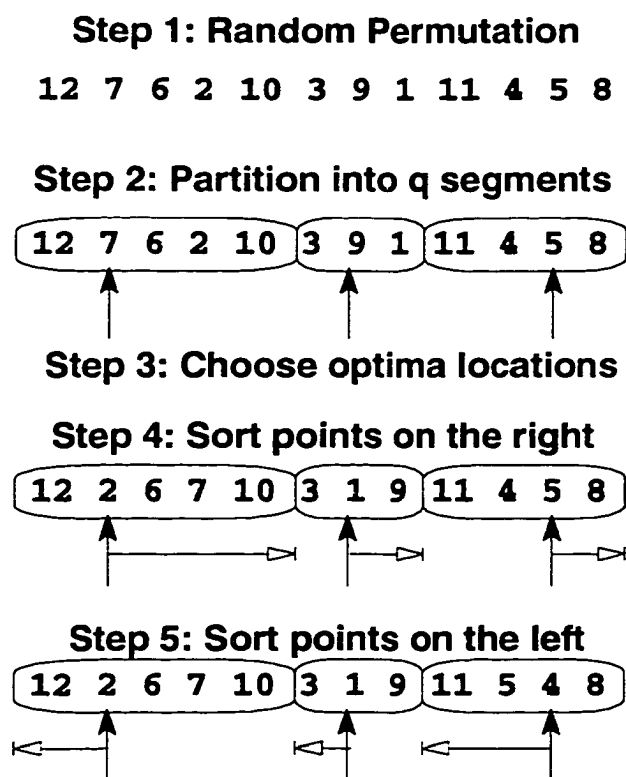 Step 1: Random Permutation
12 7 6 2 10 3 9 1 11 4 5 8
Step 2: Partition into q segments
12 7 6 2 10 3 9 1 11 4 5 8
Step 3: Choose optima locations
Step 4: Sort points on the right
12 2 6 7 10 3 1 9 11 4 5 8
Step 5: Sort points on the left
12 2 6 7 10 3 1 9 11 5 4 8